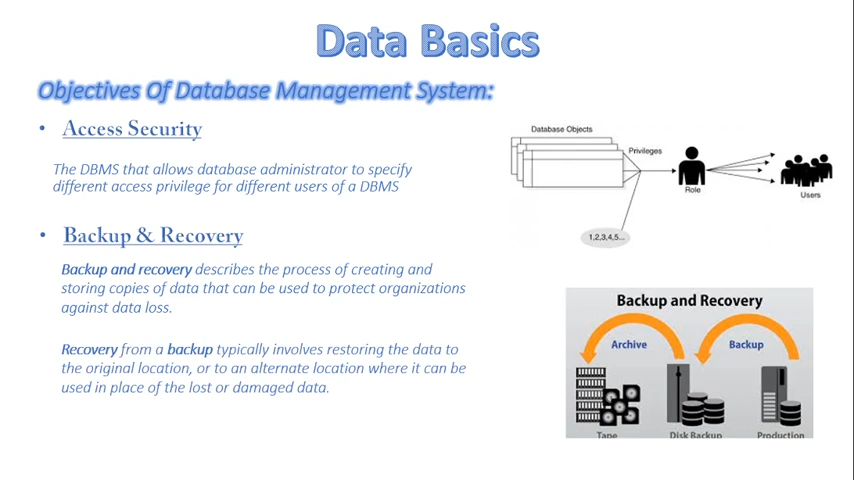 Data Basics
Objectives Of Database Management System:
• Access Security
The DBMS that allows database administrator to specify
different access privilege for different users of a DBMS
• Backup & Recovery
Backup and recovery describes the process of creating and
storing copies of data that can be used to protect organizations
against data loss.
Recovery from a backup typically involves restoring the data to
the original location, or to an alternate location where it can be
used in place of the lost or damaged data.
Database Objects
Privileges
Role
Users
1,2,3,4,5...
Backup and Recovery
Archive
Backup
Tape
Disk Backup
Production